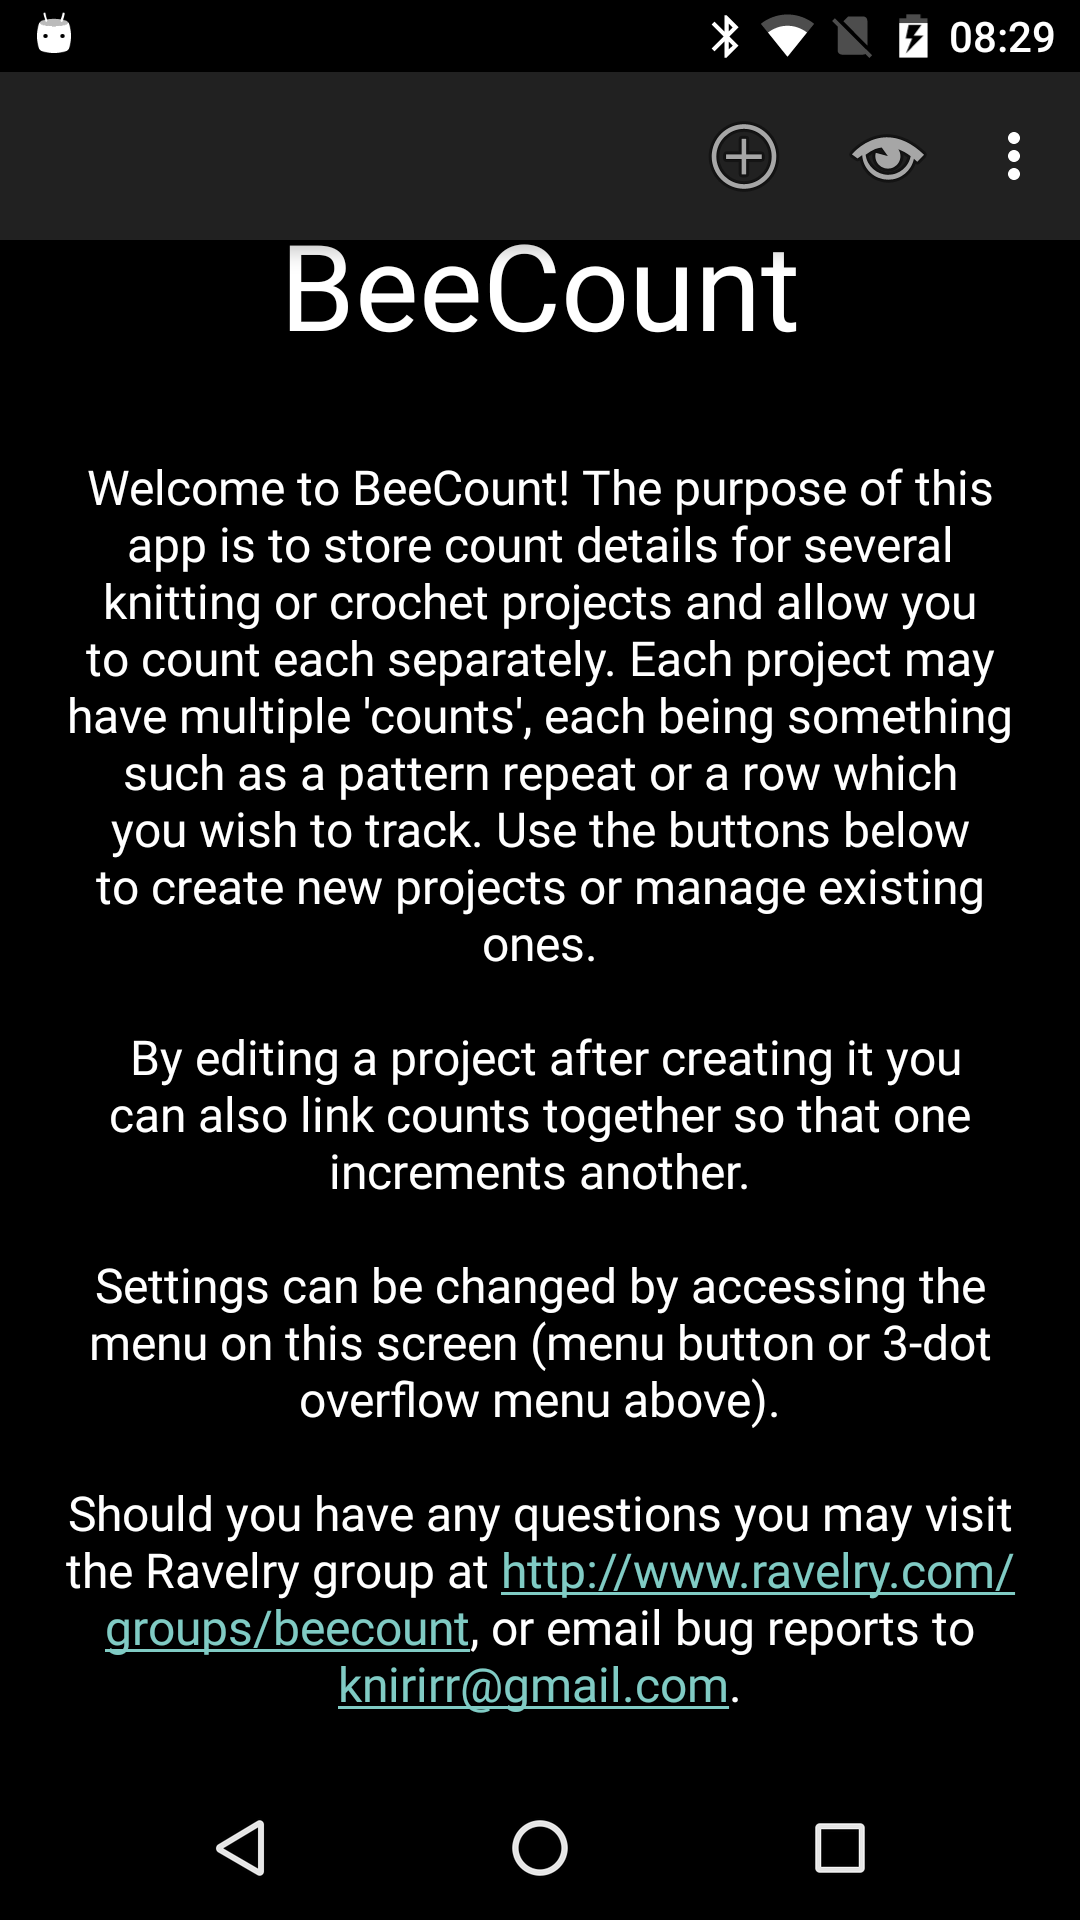 08:29
BeeCount
Welcome to BeeCount! The purpose of this
app is to store count details for several
knitting or crochet projects and allow you
to count each separately. Each project may
have multiple 'counts', each being something
such as a pattern repeat or a row which
you wish to track. Use the buttons below
to create new projects or manage existing
ones.
By editing a project after creating it you
can also link counts together so that one
increments another.
Settings can be changed by accessing the
menu on this screen (menu button or 3-dot
overflow menu above).
Should you have any questions you may visit
the Ravelry group at http://www.ravelry.com/
groups/beecount, or email bug reports to
knirirr@gmail.com.